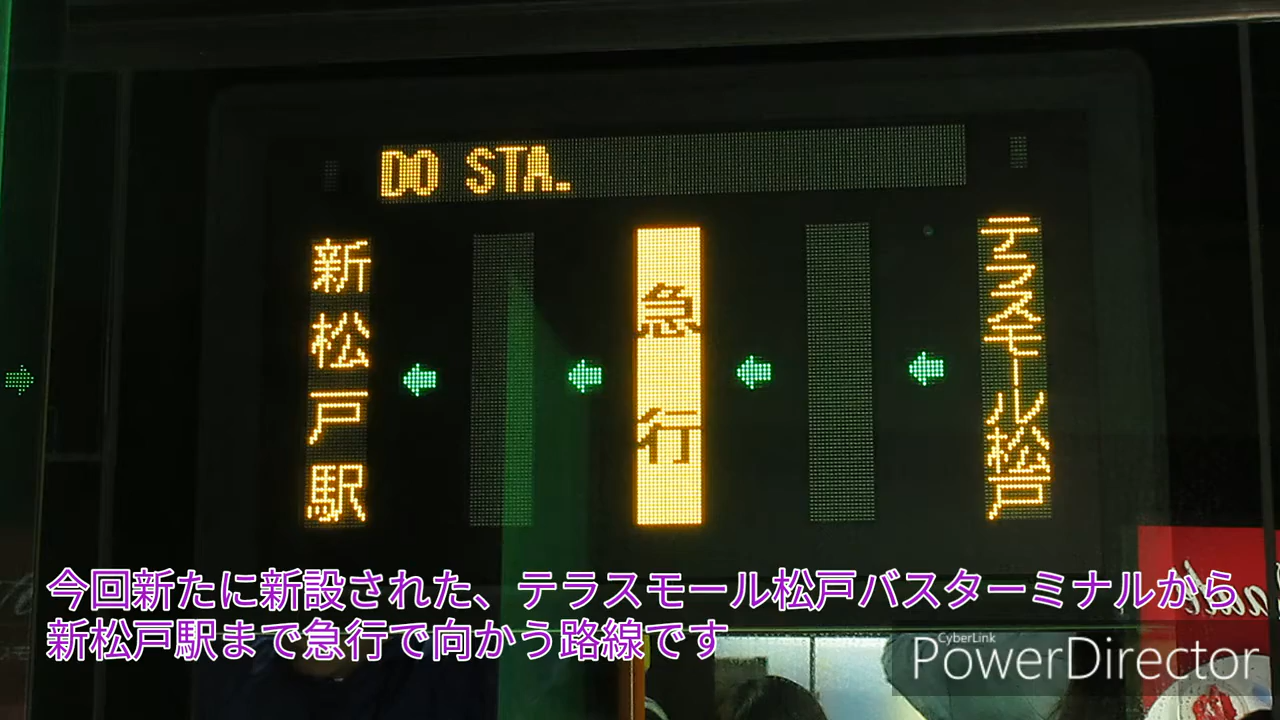 DO STA.
新松戸駅
急行
テラスモール松戸
今回新たに新設された、テラスモール松戸バスターミナルから
新松戸駅まで急行で向かう路線です
CyberLink
PowerDirector